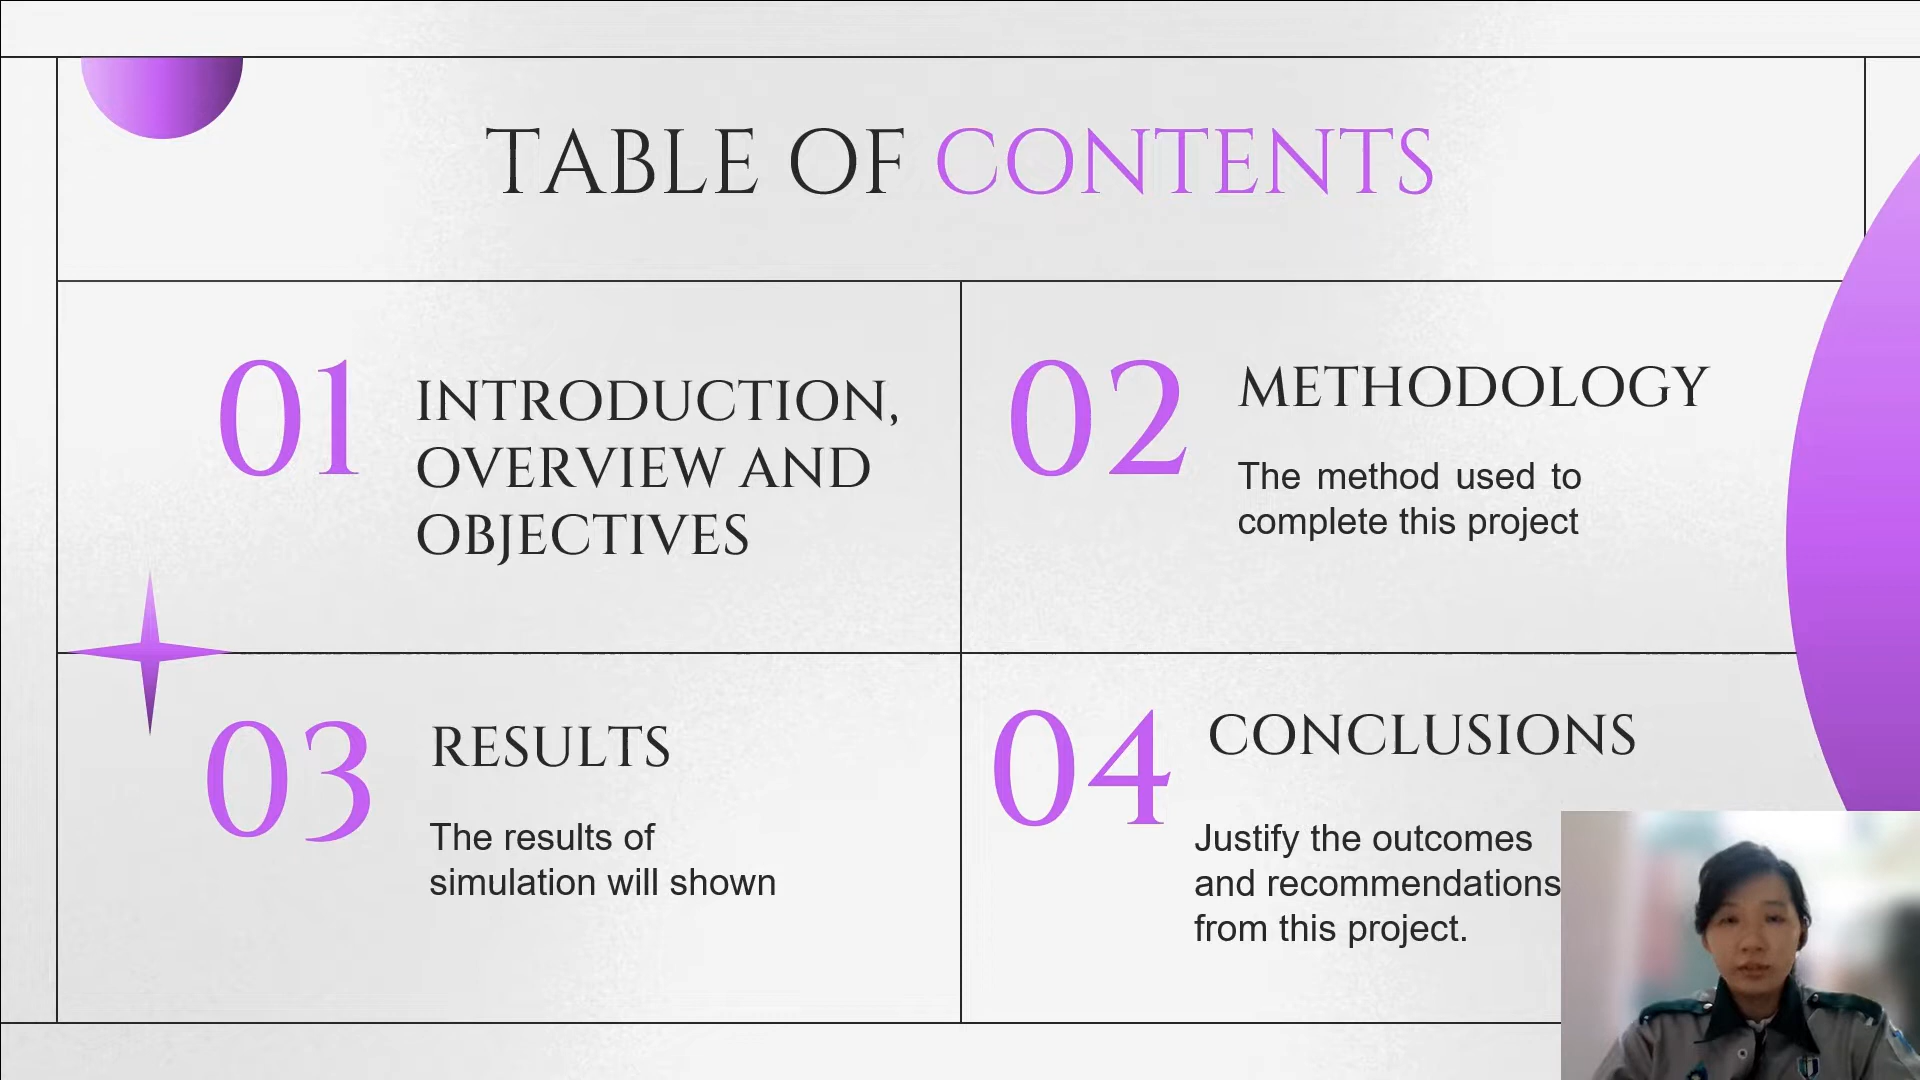 TABLE OF CONTENTS
01
INTRODUCTION,
OVERVIEW AND
OBJECTIVES
02
METHODOLOGY
The method used to
complete this project
03
RESULTS
The results of
simulation will shown
04
CONCLUSIONS
Justify the outcomes
and recommendations
from this project.